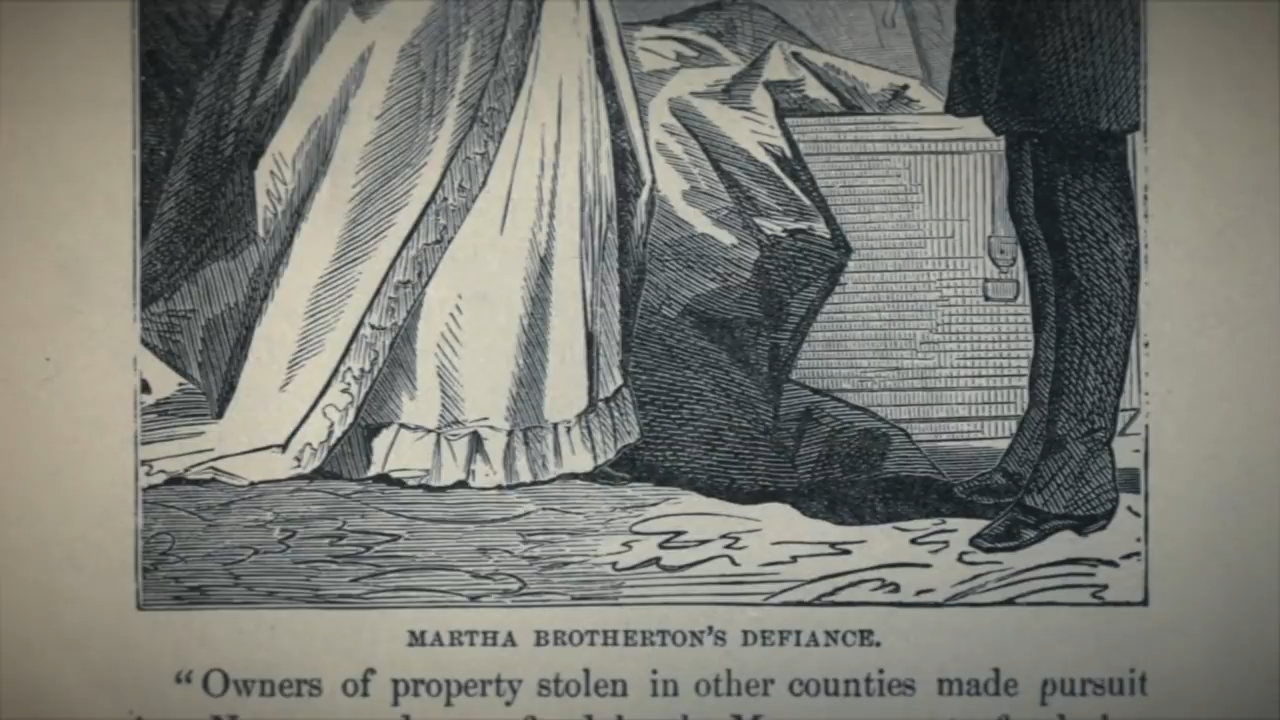 MARTHA BROTHERTON'S DEFIANCE.
"Owners of property stolen in other counties made pursuit